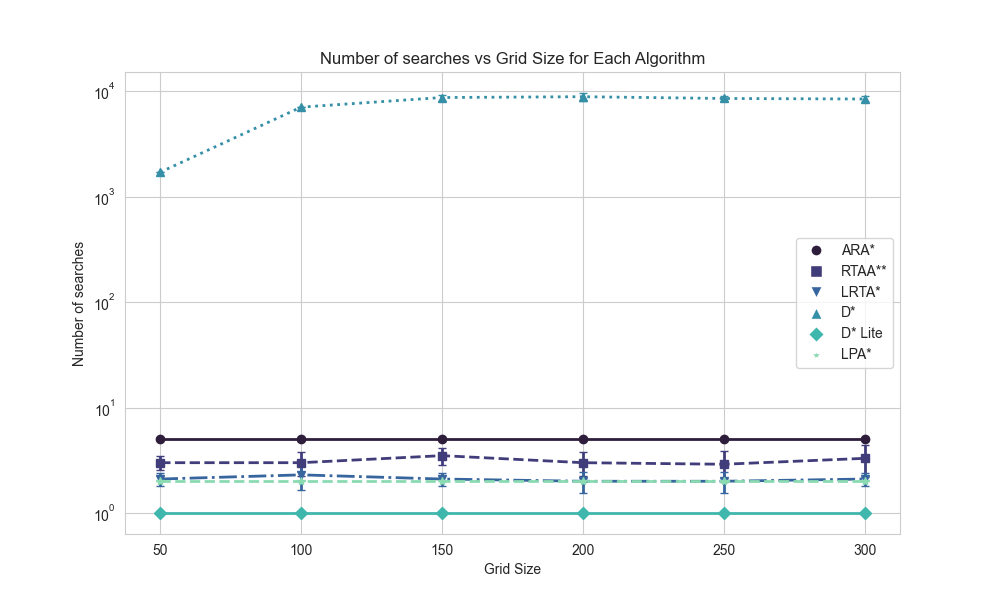 Number of searches vs Grid Size for Each Algorithm
Number of searches
10^4
10^3
10^2
10^1
10^0
ARA*
RTAA**
LRTA*
D*
D* Lite
LPA*
50 100 150 200 250 300
Grid Size